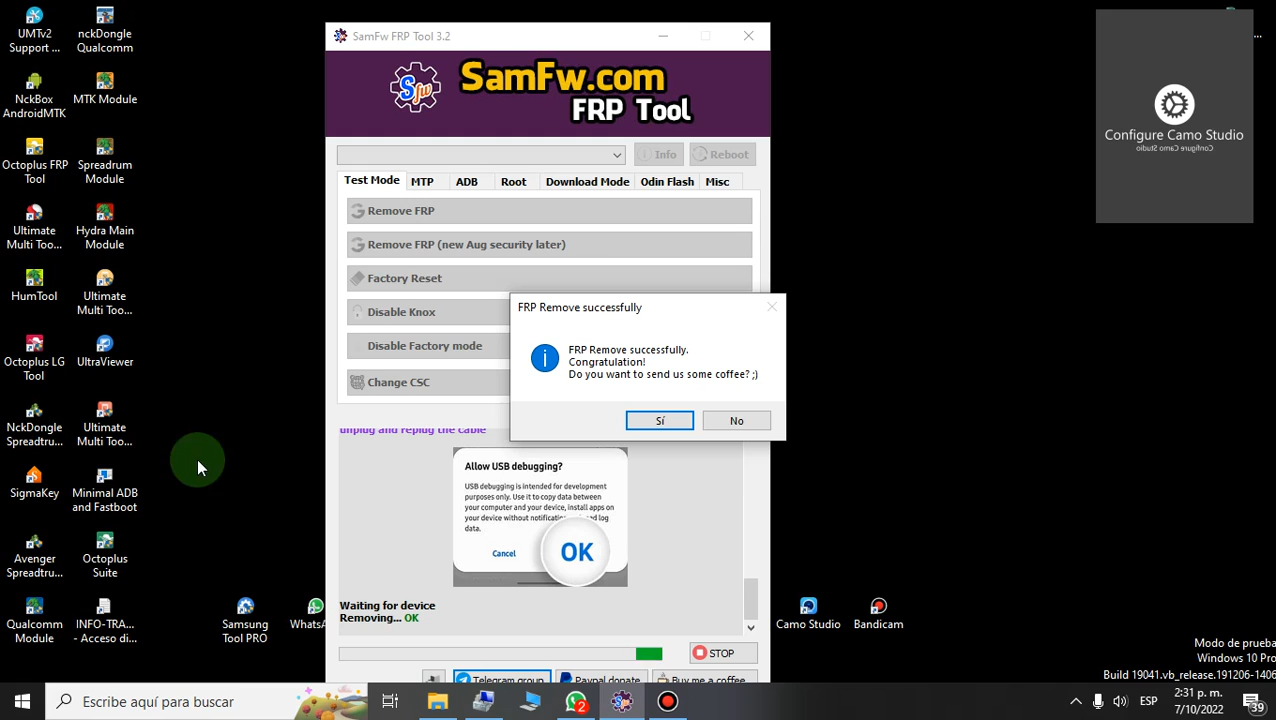 UMTv2
Support ...
nckDongle
Qualcomm
NckBox
AndroidMTK
MTK Module
Octoplus FRP
Tool
Spreadrum
Module
Ultimate
Multi Too...
Hydra Main
Module
HumTool
Ultimate
Multi Too...
Octoplus LG
Tool
UltraViewer
NckDongle
Spreadtru...
Ultimate
Multi Too...
SigmaKey
Minimal ADB
and Fastboot
Avenger
Spreadtru...
Octoplus
Suite
Qualcomm
Module
INFO-TRA...
- Acceso di...
Samsung
Tool PRO
WhatsA
SamFw FRP Tool 3.2
Sfw
SamFw.com
FRP Tool
Info
Reboot
Test Mode
MTP
ADB
Root
Download Mode
Odin Flash
Misc
Remove FRP
Remove FRP (new Aug security later)
Factory Reset
Disable Knox
Disable Factory mode
Change CSC
FRP Remove successfully
FRP Remove successfully.
Congratulation!
Do you want to send us some coffee? ;)
Sí
No
unplug and replug the cable
Allow USB debugging?
USB debugging is intended for development
purposes only. Use it to copy data between
your computer and your device, install apps on
your device without notification, and log
data.
Cancel
OK
Waiting for device
Removing... OK
STOP
Telegram group
Paypal donate
Buy me a coffee
Configure Camo Studio
Configure Camo Studio
Camo Studio
Bandicam
Modo de prueba
Windows 10 Pro
Build 19041.vb_release.191206-1406
Escribe aquí para buscar
2
ESP
2:31 p. m.
7/10/2022
39